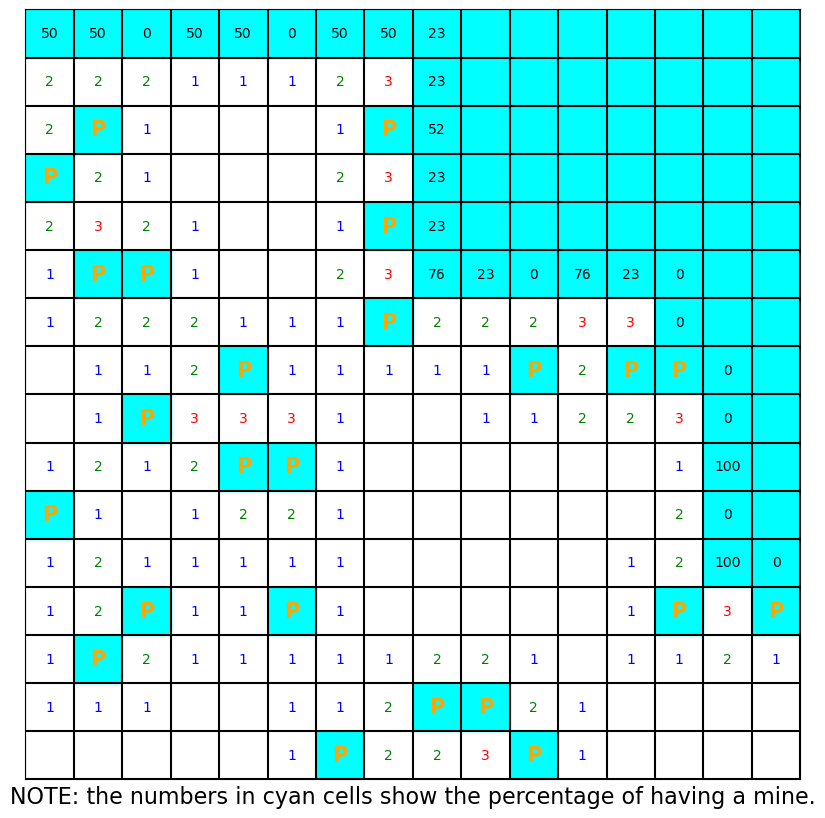 50 50 0 50 50 0 50 50 23
2 2 2 1 1 1 2 3 23
2 P 1 1 P 52
P 2 1 2 3 23
2 3 2 1 1 P 23
1 P P 1 2 3 76 23 0 76 23 0
1 2 2 2 1 1 1 P 2 2 2 3 3 0
1 1 2 P 1 1 1 1 1 P 2 P P 0
1 P 3 3 3 1 1 1 2 2 3 0
1 2 1 2 P P 1 1 100
P 1 1 2 2 1 2 0
1 2 1 1 1 1 1 1 2 100 0
1 2 P 1 1 P 1 1 P 3 P
1 P 2 1 1 1 1 1 2 2 1 1 1 2 1
1 1 1 1 1 2 P P 2 1
1 P 2 2 3 P 1
NOTE: the numbers in cyan cells show the percentage of having a mine.